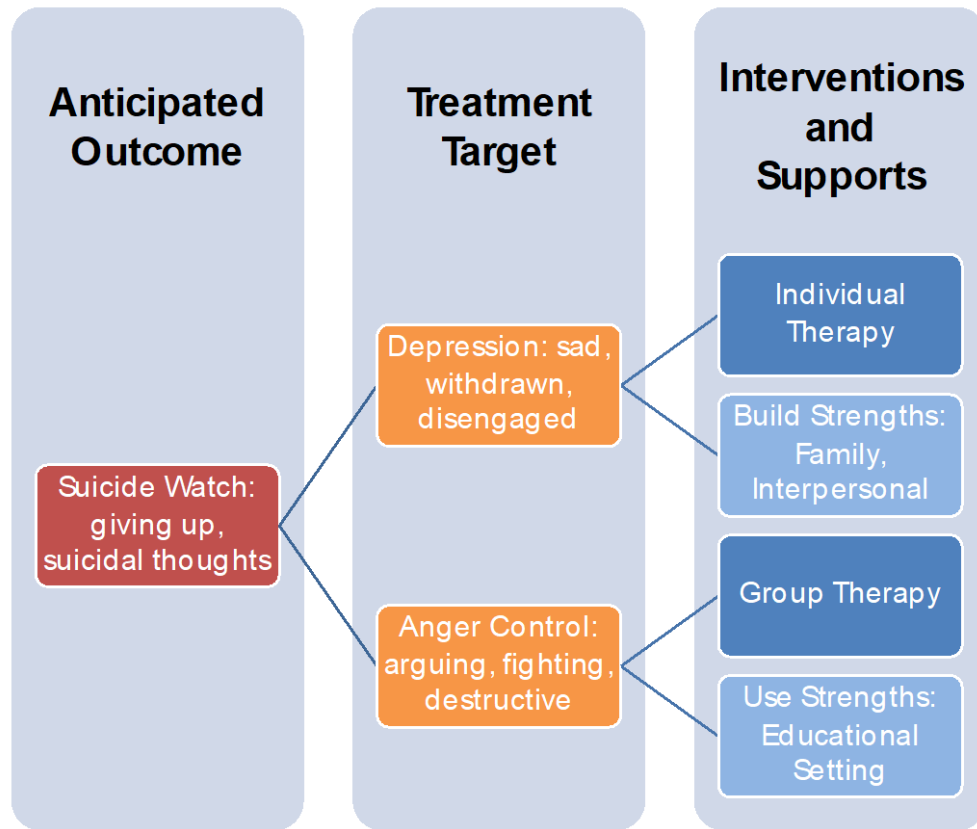 Anticipated
Outcome
Treatment
Target
Interventions
and
Supports
Suicide Watch:
giving up,
suicidal thoughts
Depression: sad,
withdrawn,
disengaged
Anger Control:
arguing, fighting,
destructive
Individual
Therapy
Build Strengths:
Family,
Interpersonal
Group Therapy
Use Strengths:
Educational
Setting